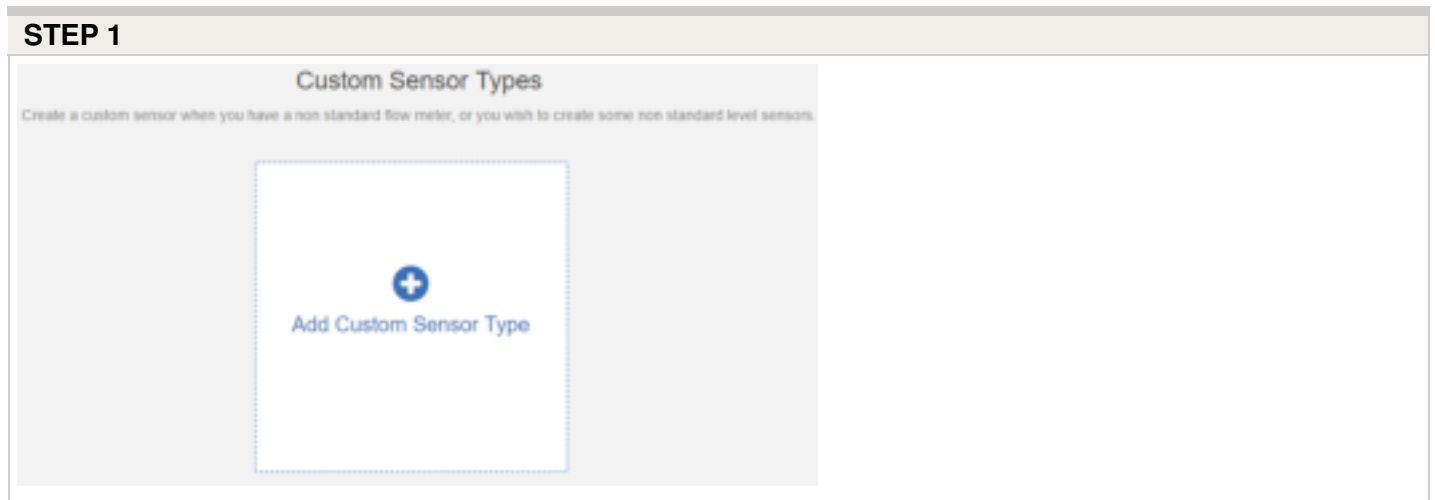 STEP 1
Custom Sensor Types
Create a custom sensor when you have a non standard flow meter, or you wish to create some non standard level sensors.
Add Custom Sensor Type